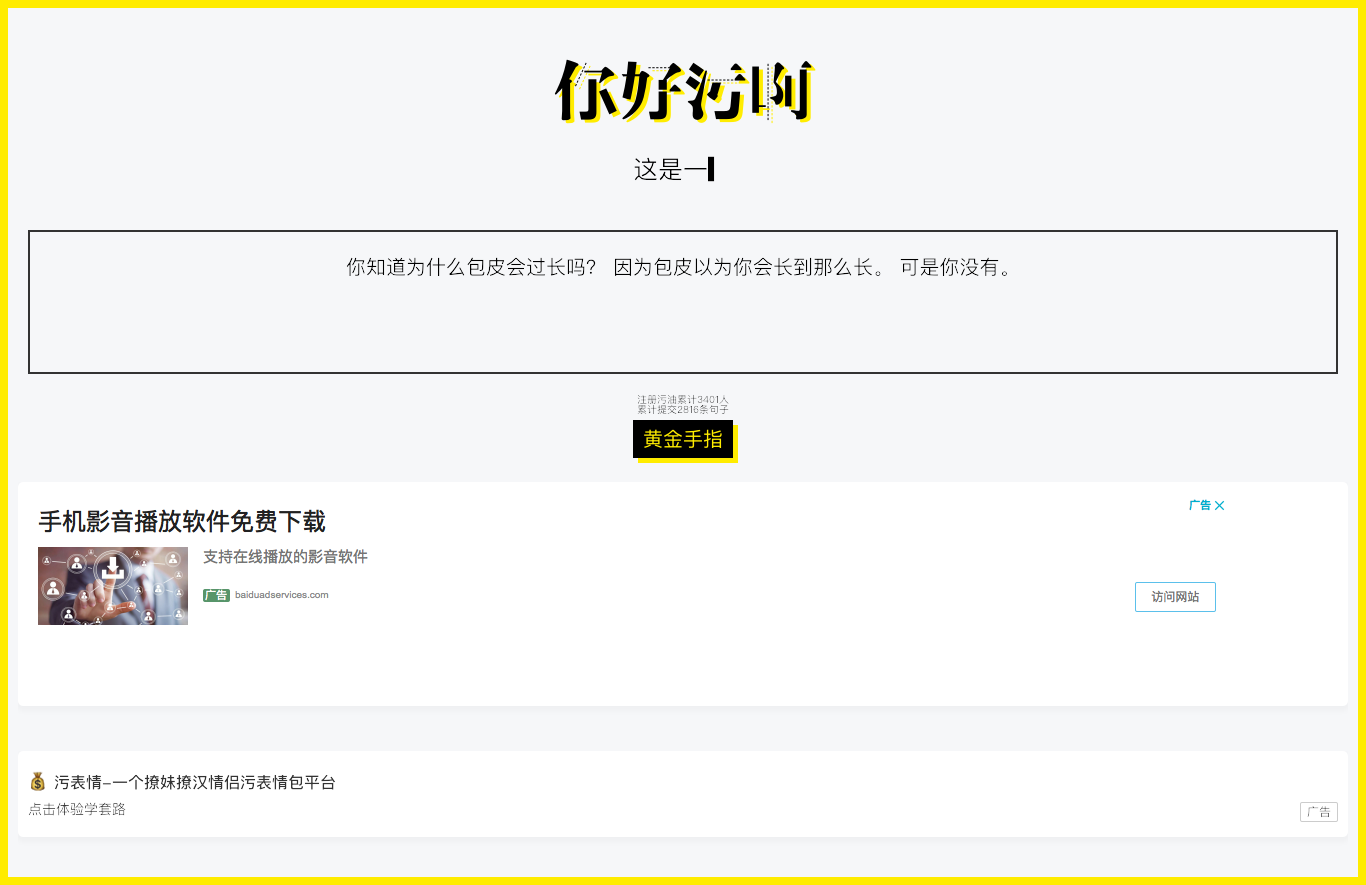 你好污啊
这是一
你知道为什么包皮会过长吗？ 因为包皮以为你会长到那么长。 可是你没有。
注册污油累计3401人
累计提交2816条句子
黄金手指
手机影音播放软件免费下载
广告
支持在线播放的影音软件
广告 baiduadservices.com
访问网站
污表情-一个撩妹撩汉情侣污表情包平台
点击体验学套路
广告